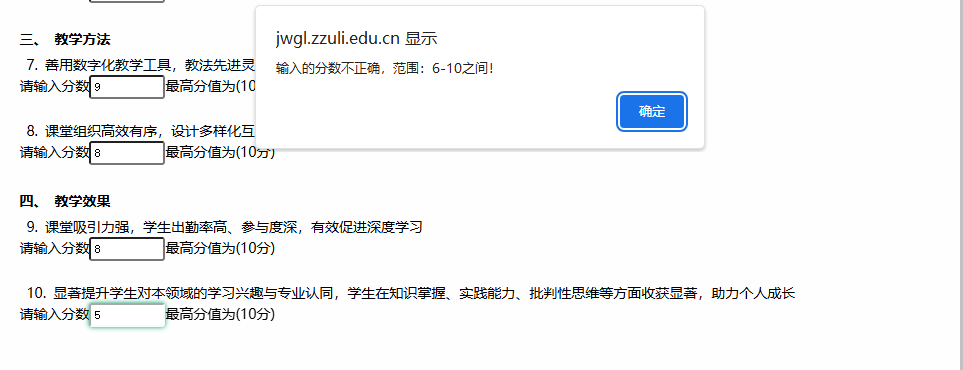 jwgl.zzuli.edu.cn 显示
输入的分数不正确，范围：6-10之间！
确定
三、 教学方法
7. 善用数字化教学工具，教法先进灵
请输入分数 9 最高分值为(10
8. 课堂组织高效有序，设计多样化互
请输入分数 8 最高分值为(10分)
四、 教学效果
9. 课堂吸引力强，学生出勤率高、参与度深，有效促进深度学习
请输入分数 8 最高分值为(10分)
10. 显著提升学生对本领域的学习兴趣与专业认同，学生在知识掌握、实践能力、批判性思维等方面收获显著，助力个人成长
请输入分数 5 最高分值为(10分)